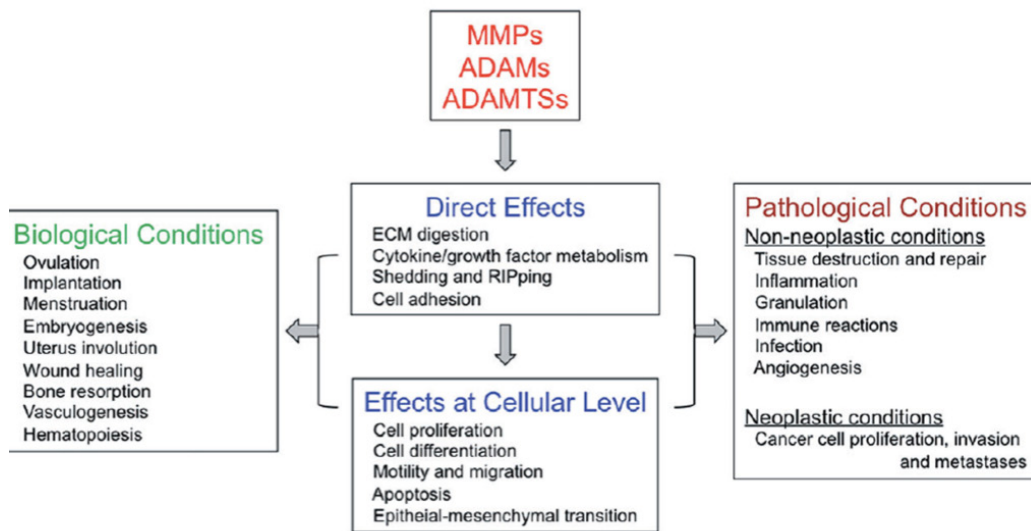 MMPs
ADAMs
ADAMTSs
Direct Effects
ECM digestion
Cytokine/growth factor metabolism
Shedding and RIPping
Cell adhesion
Biological Conditions
Ovulation
Implantation
Menstruation
Embryogenesis
Uterus involution
Wound healing
Bone resorption
Vasculogenesis
Hematopoiesis
Effects at Cellular Level
Cell proliferation
Cell differentiation
Motility and migration
Apoptosis
Epitheial-mesenchymal transition
Pathological Conditions
Non-neoplastic conditions
Tissue destruction and repair
Inflammation
Granulation
Immune reactions
Infection
Angiogenesis
Neoplastic conditions
Cancer cell proliferation, invasion
and metastases